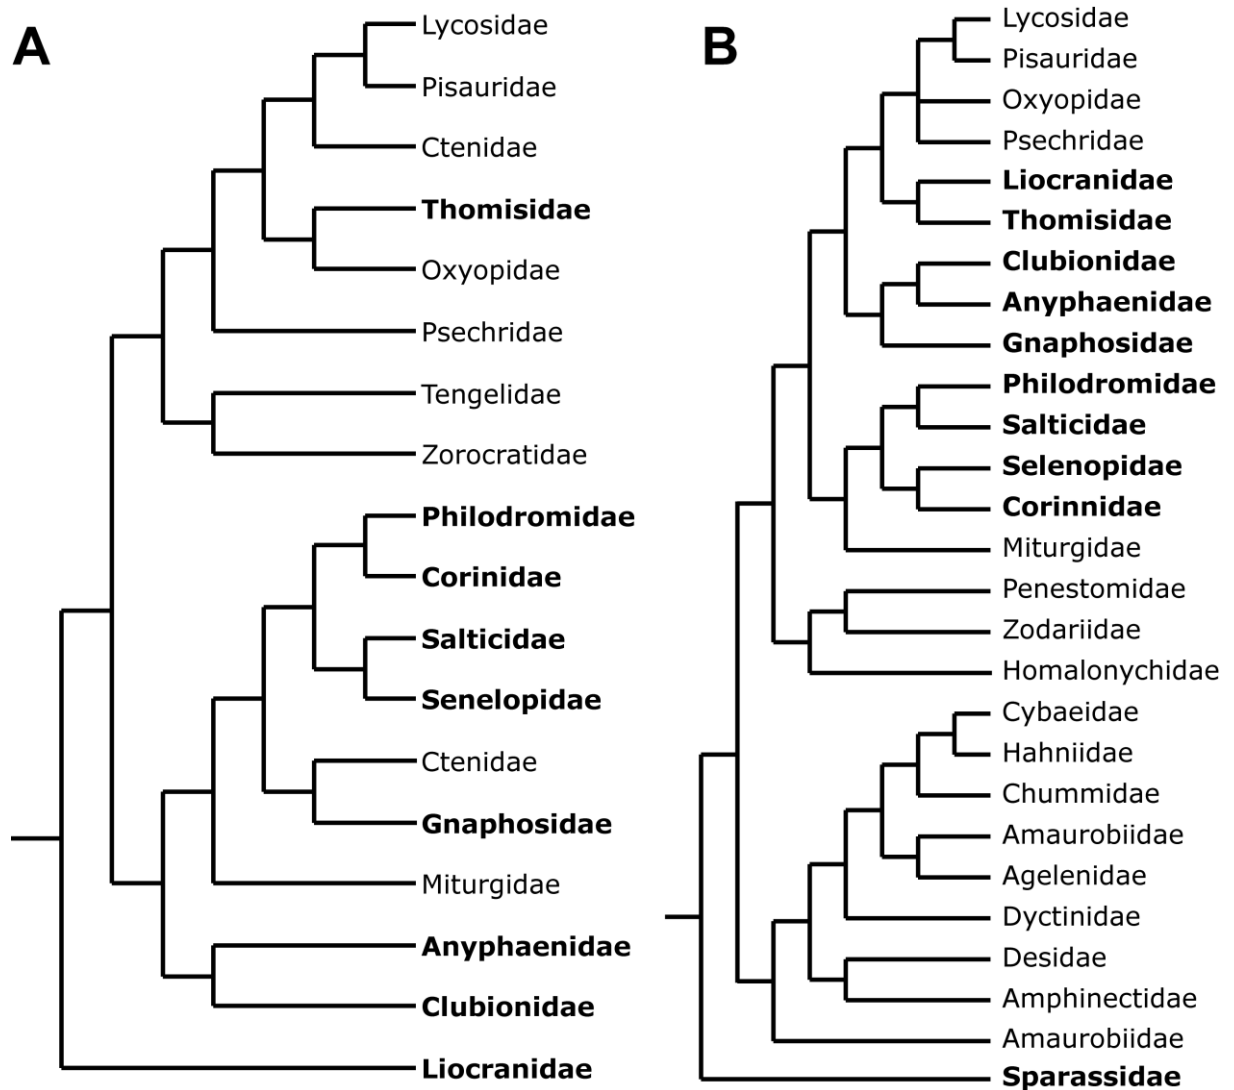 A
Lycosidae
Pisauridae
Ctenidae
Thomisidae
Oxyopidae
Psechridae
Tengelidae
Zorocratidae
Philodromidae
Corinidae
Salticidae
Senelopidae
Ctenidae
Gnaphosidae
Miturgidae
Anyphaenidae
Clubionidae
Liocranidae
B
Lycosidae
Pisauridae
Oxyopidae
Psechridae
Liocranidae
Thomisidae
Clubionidae
Anyphaenidae
Gnaphosidae
Philodromidae
Salticidae
Selenopidae
Corinnidae
Miturgidae
Penestomidae
Zodariidae
Homalonychidae
Cybaeidae
Hahniidae
Chummidae
Amaurobiidae
Agelenidae
Dyctinidae
Desidae
Amphinectidae
Amaurobiidae
Sparassidae